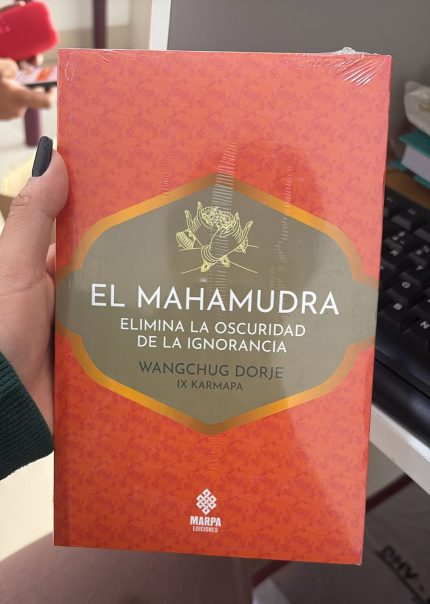 EL MAHAMUDRA
ELIMINA LA OSCURIDAD
DE LA IGNORANCIA
WANGCHUG DORJE
IX KARMAPA
MARPA
EDICIONES